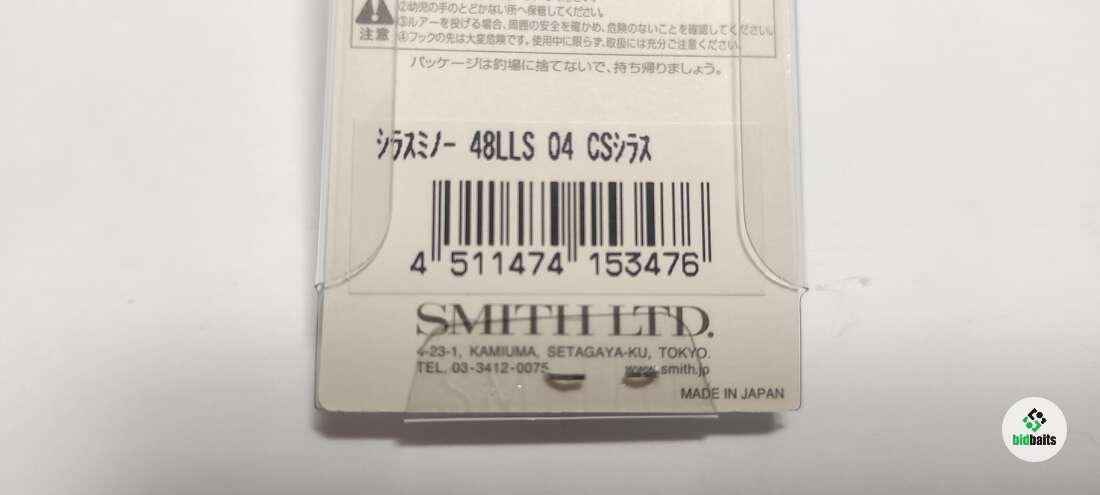 ②幼児の手のとどかない所へ保管してください。
③ルアーを投げる場合、周囲の安全を確かめ、危険のないことを確認してください。
注意
④フックの先は大変危険です。使用中に限らず、取扱には充分ご注意ください。
パッケージは釣場に捨てないで、持ち帰りましょう。
シラスミノー 48LLS 04 CSシラス
4 511474 153476
SMITH LTD.
4-23-1, KAMIUMA, SETAGAYA-KU, TOKYO.
TEL. 03-3412-0075 www.smith.jp
MADE IN JAPAN
bidbaits